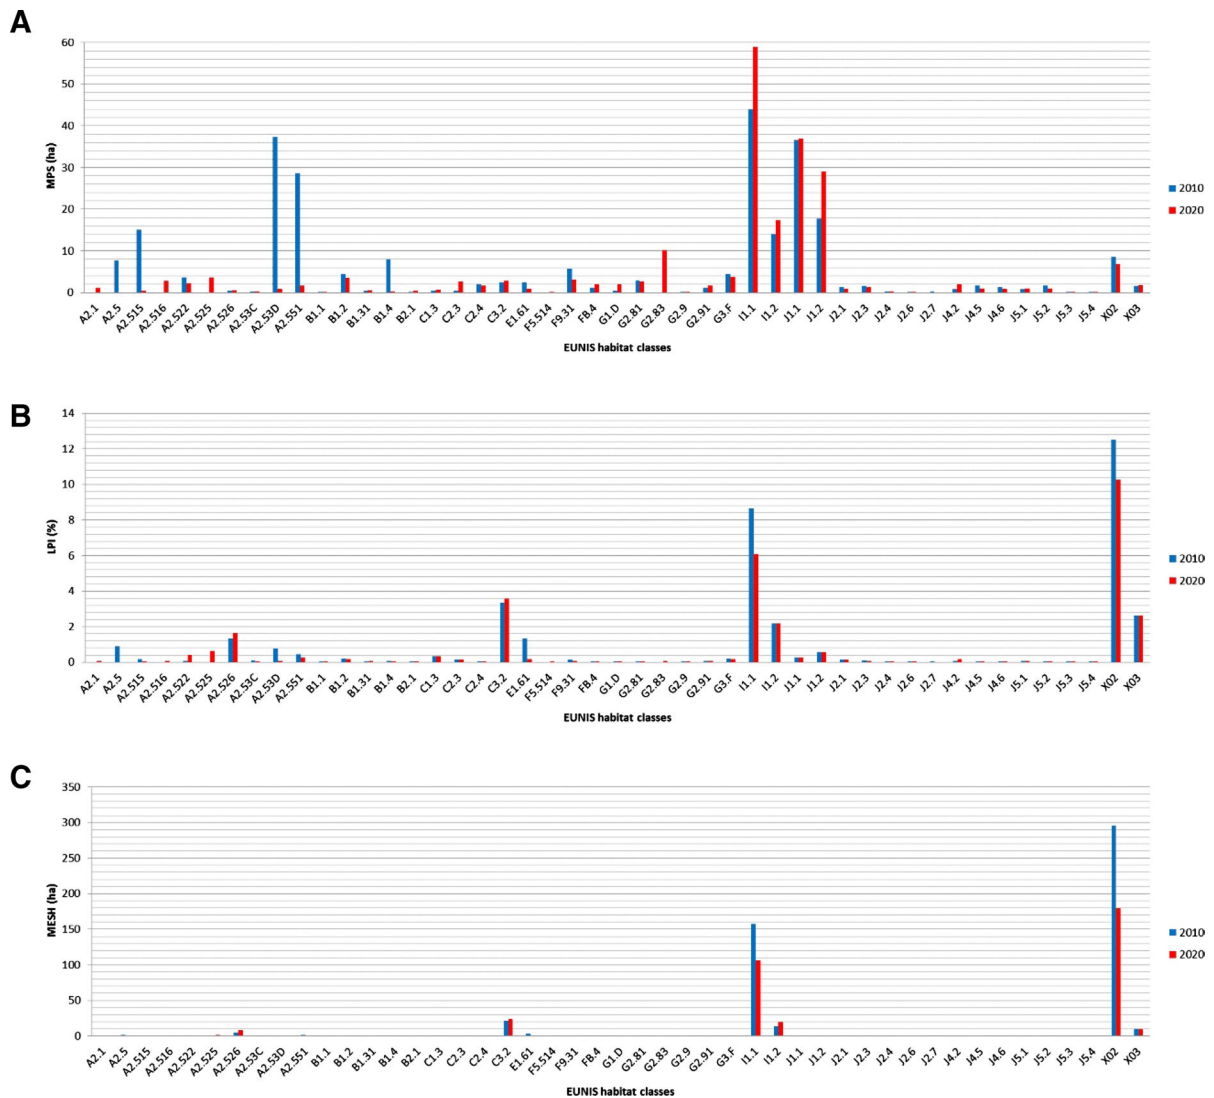 A
60
50
40
30
20
10
0
MPS (ha)
A2.1 A2.5 A2.515 A2.516 A2.522 A2.525 A2.526 A2.53C A2.53D A2.551 B1.1 B1.2 B1.31 B1.4 B2.1 C1.3 C2.3 C2.4 C3.2 E1.61 F5.514 F9.31 FB.4 G1.D G2.81 G2.83 G2.9 G2.91 G3.F I1.1 I1.2 J1.1 J1.2 J2.1 J2.3 J2.4 J2.6 J2.7 J4.2 J4.5 J4.6 J5.1 J5.2 J5.3 J5.4 X02 X03
EUNIS habitat classes
2010
2020
B
14
12
10
8
6
4
2
0
LPI (%)
A2.1 A2.5 A2.515 A2.516 A2.522 A2.525 A2.526 A2.53C A2.53D A2.551 B1.1 B1.2 B1.31 B1.4 B2.1 C1.3 C2.3 C2.4 C3.2 E1.61 F5.514 F9.31 FB.4 G1.D G2.81 G2.83 G2.9 G2.91 G3.F I1.1 I1.2 J1.1 J1.2 J2.1 J2.3 J2.4 J2.6 J2.7 J4.2 J4.5 J4.6 J5.1 J5.2 J5.3 J5.4 X02 X03
EUNIS habitat classes
2010
2020
C
350
300
250
200
150
100
50
0
MESH (ha)
A2.1 A2.5 A2.515 A2.516 A2.522 A2.525 A2.526 A2.53C A2.53D A2.551 B1.1 B1.2 B1.31 B1.4 B2.1 C1.3 C2.3 C2.4 C3.2 E1.61 F5.514 F9.31 FB.4 G1.D G2.81 G2.83 G2.9 G2.91 G3.F I1.1 I1.2 J1.1 J1.2 J2.1 J2.3 J2.4 J2.6 J2.7 J4.2 J4.5 J4.6 J5.1 J5.2 J5.3 J5.4 X02 X03
EUNIS habitat classes
2010
2020